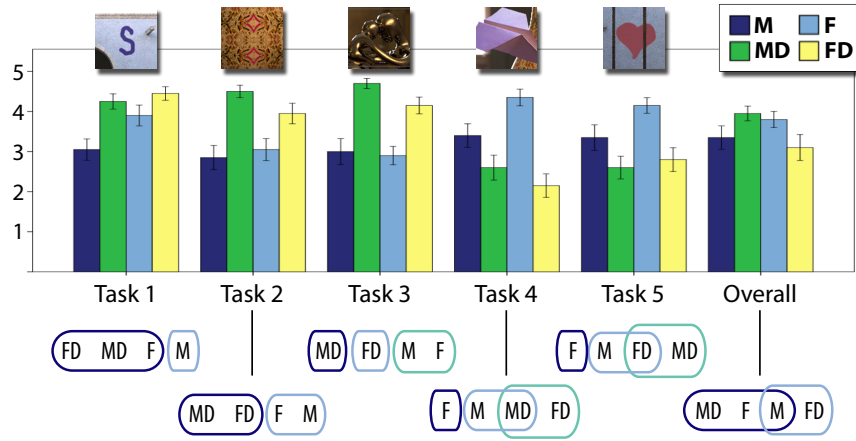 S
M F
MD FD
5
4
3
2
1
Task 1 Task 2 Task 3 Task 4 Task 5 Overall
FD MD F M
MD FD M F
F M FD MD
MD FD F M
F M MD FD
MD F M FD